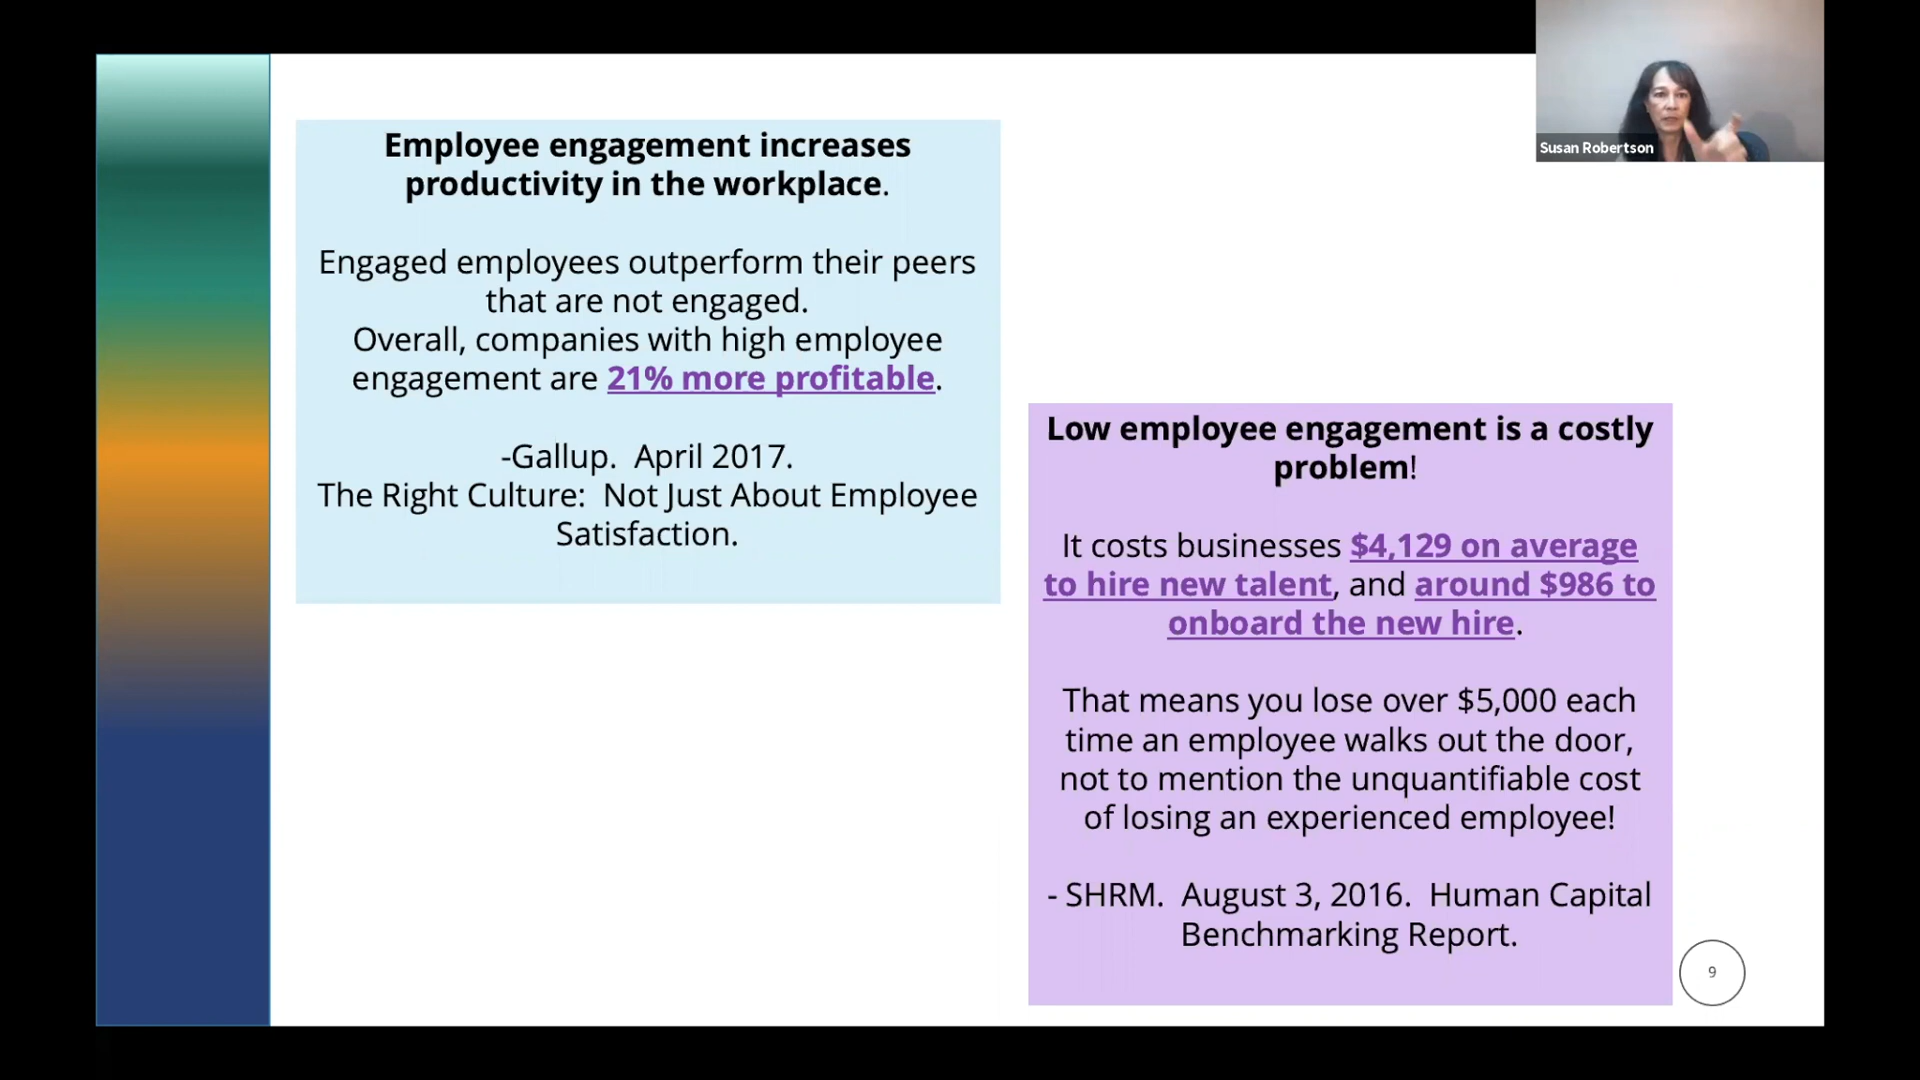 Susan Robertson
Employee engagement increases
productivity in the workplace.
Engaged employees outperform their peers
that are not engaged.
Overall, companies with high employee
engagement are 21% more profitable.
-Gallup.  April 2017.
The Right Culture:  Not Just About Employee
Satisfaction.
Low employee engagement is a costly
problem!
It costs businesses $4,129 on average
to hire new talent, and around $986 to
onboard the new hire.
That means you lose over $5,000 each
time an employee walks out the door,
not to mention the unquantifiable cost
of losing an experienced employee!
- SHRM.  August 3, 2016.  Human Capital
Benchmarking Report.
9